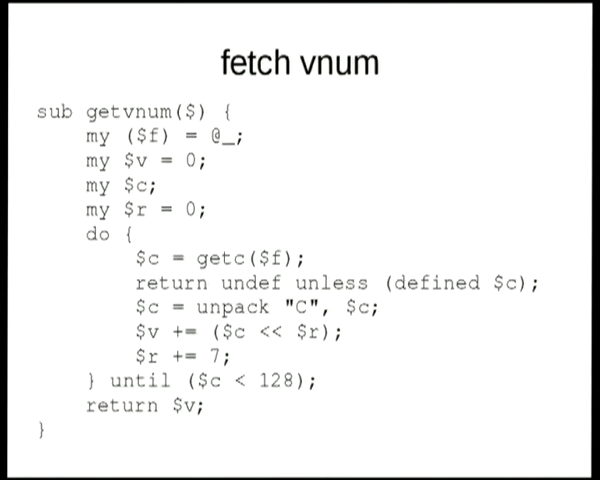 fetch vnum
sub getvnum($) {
    my ($f) = @_;
    my $v = 0;
    my $c;
    my $r = 0;
    do {
        $c = getc($f);
        return undef unless (defined $c);
        $c = unpack "C", $c;
        $v += ($c << $r);
        $r += 7;
    } until ($c < 128);
    return $v;
}